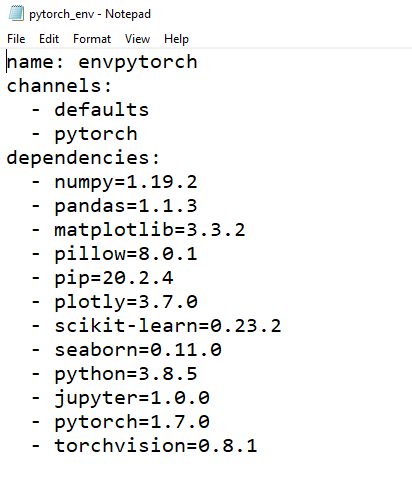 pytorch_env - Notepad
File Edit Format View Help
name: envpytorch
channels:
  - defaults
  - pytorch
dependencies:
  - numpy=1.19.2
  - pandas=1.1.3
  - matplotlib=3.3.2
  - pillow=8.0.1
  - pip=20.2.4
  - plotly=3.7.0
  - scikit-learn=0.23.2
  - seaborn=0.11.0
  - python=3.8.5
  - jupyter=1.0.0
  - pytorch=1.7.0
  - torchvision=0.8.1